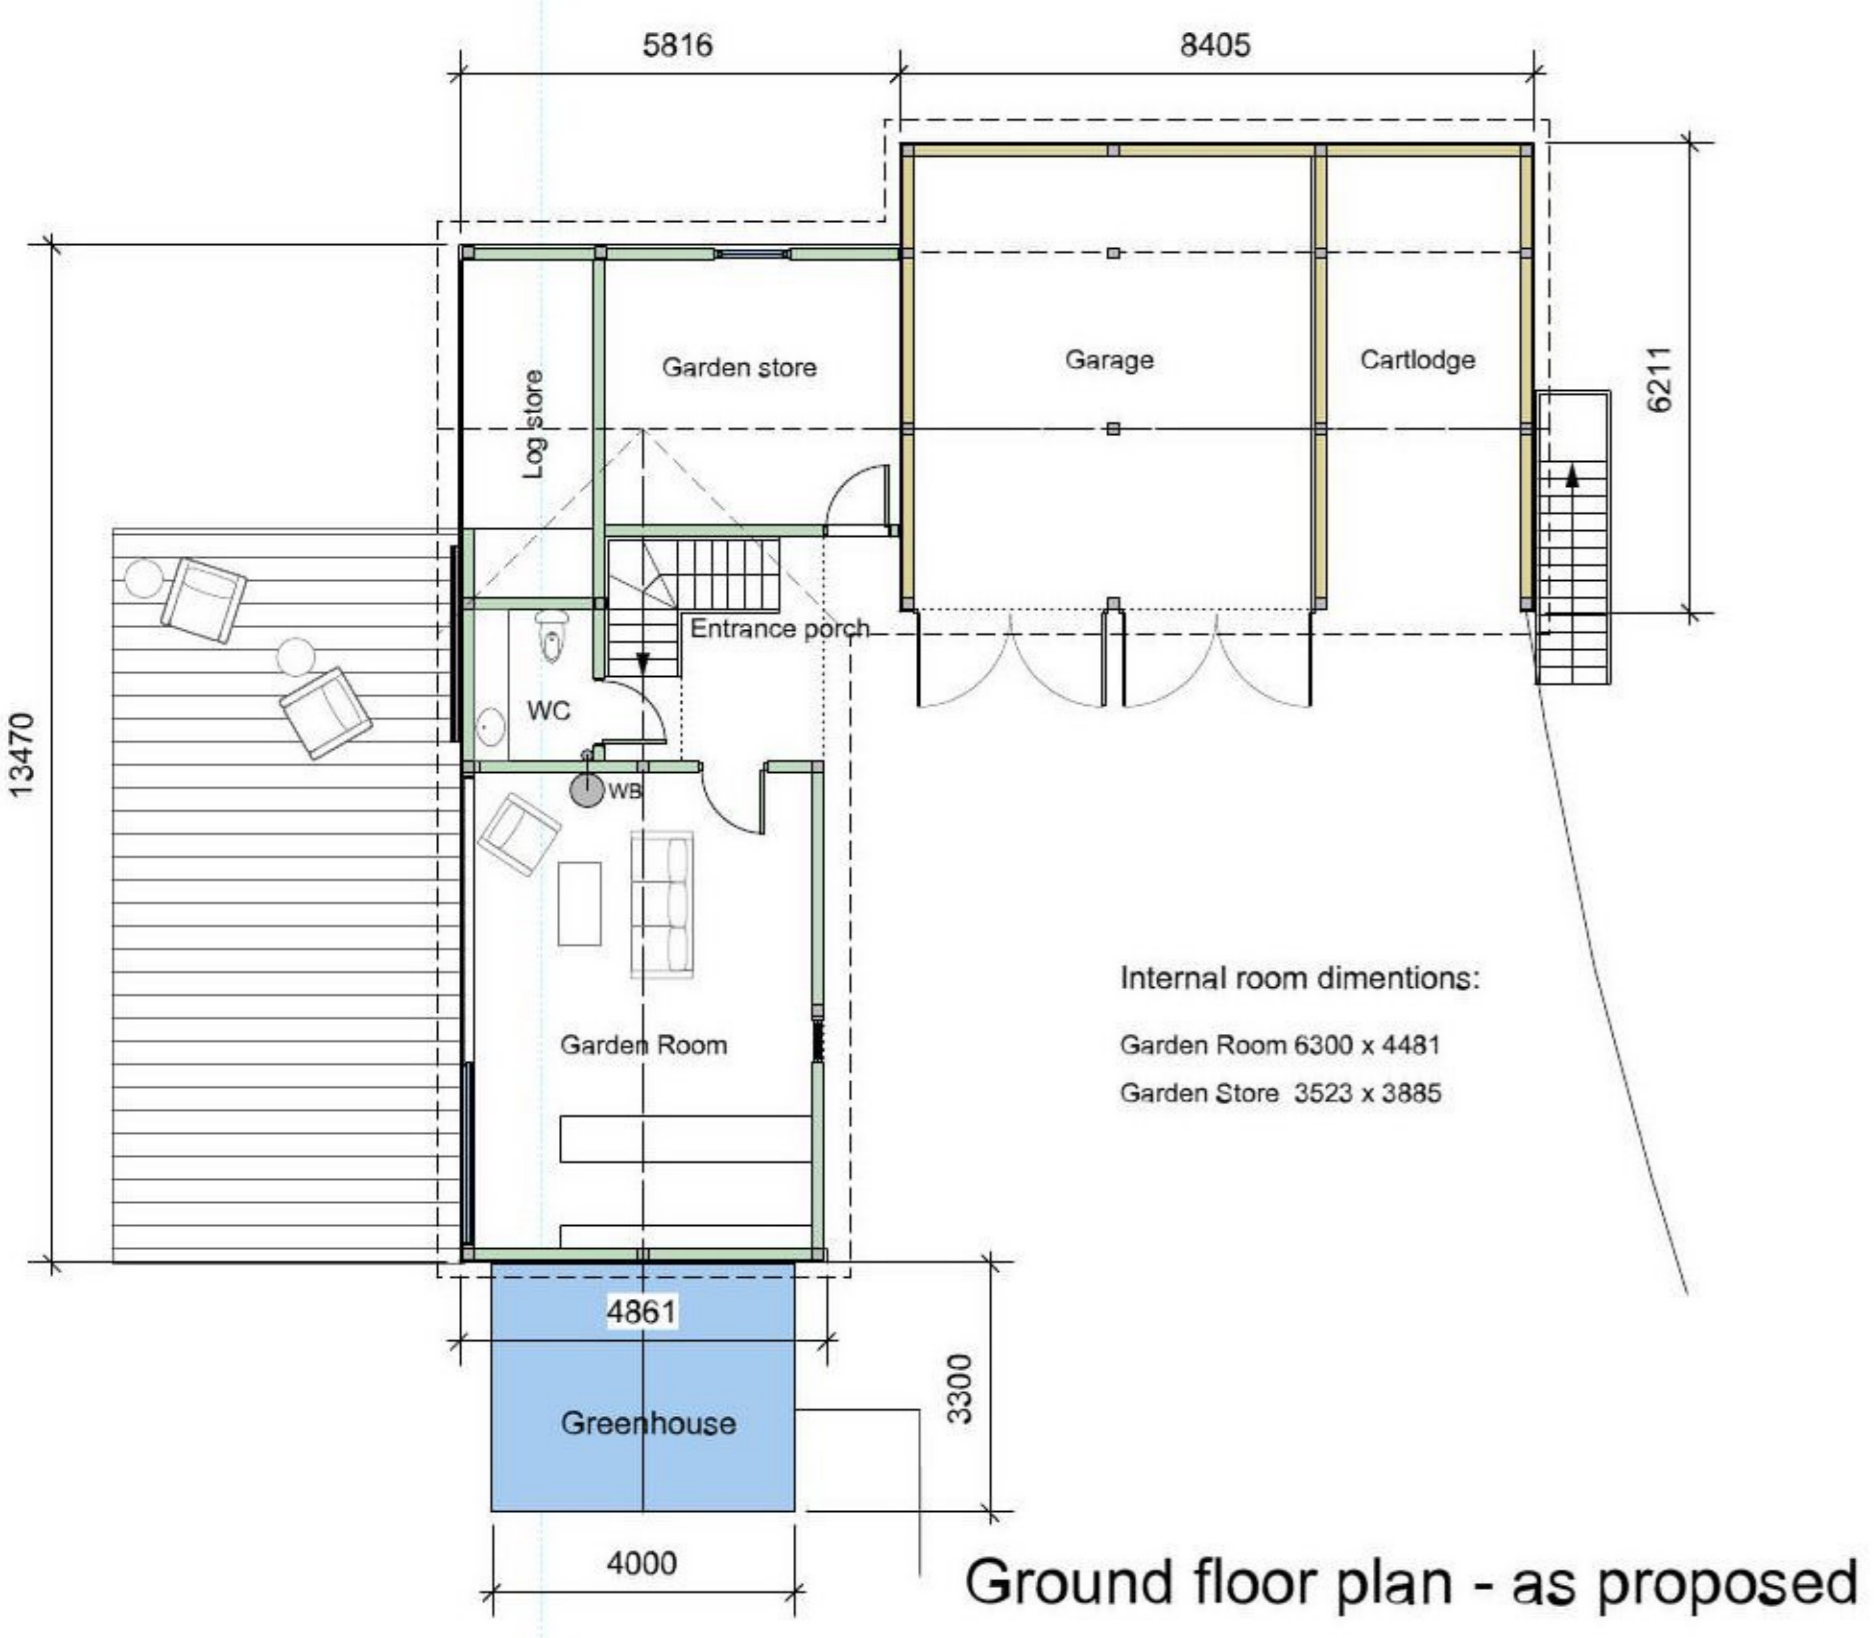 5816
8405
6211
Garden store
Garage
Cartlodge
Log store
Entrance porch
WC
13470
WB
Internal room dimentions:
Garden Room
Garden Room 6300 x 4481
Garden Store 3523 x 3885
4861
3300
Greenhouse
4000
Ground floor plan - as proposed